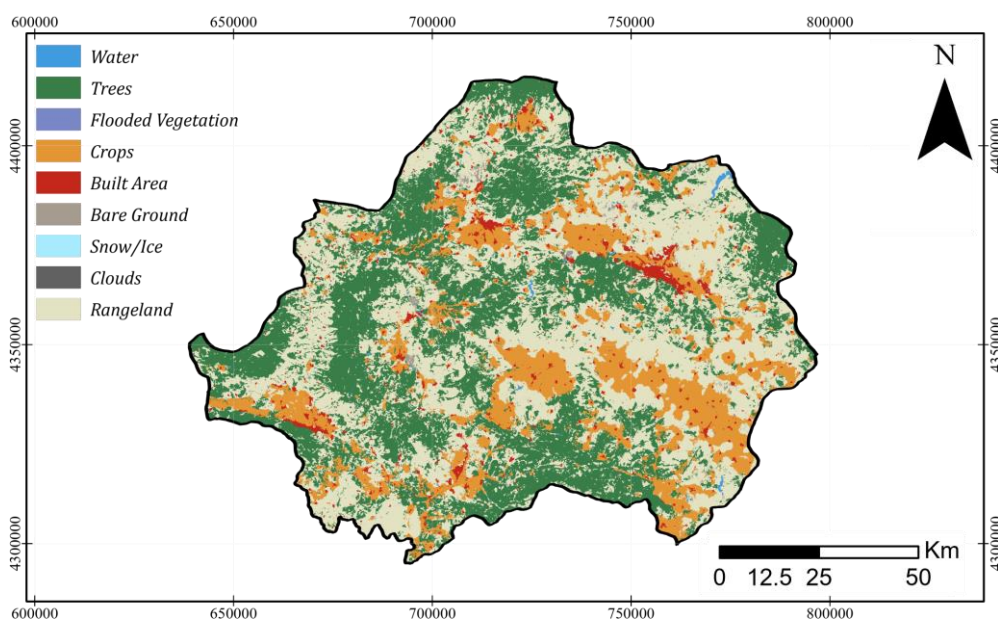 600000 650000 700000 750000 800000
Water
Trees
Flooded Vegetation
Crops
Built Area
Bare Ground
Snow/Ice
Clouds
Rangeland
N
4400000 4400000
4350000 4350000
4300000 4300000
Km
0 12.5 25 50
600000 650000 700000 750000 800000